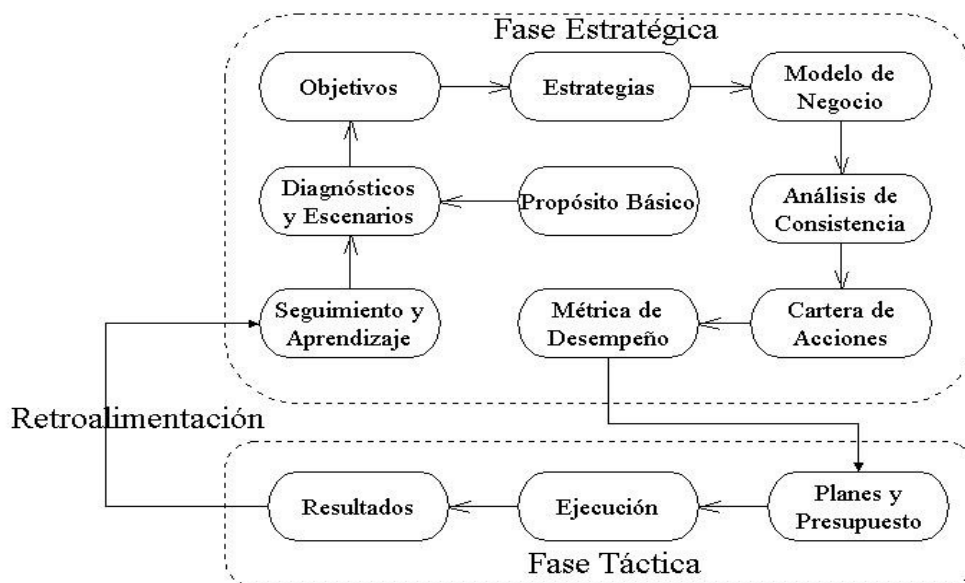 Fase Estratégica
Objetivos
Estrategias
Modelo de
Negocio
Diagnósticos
y Escenarios
Propósito Básico
Análisis de
Consistencia
Seguimiento y
Aprendizaje
Métrica de
Desempeño
Cartera de
Acciones
Retroalimentación
Resultados
Ejecución
Planes y
Presupuesto
Fase Táctica